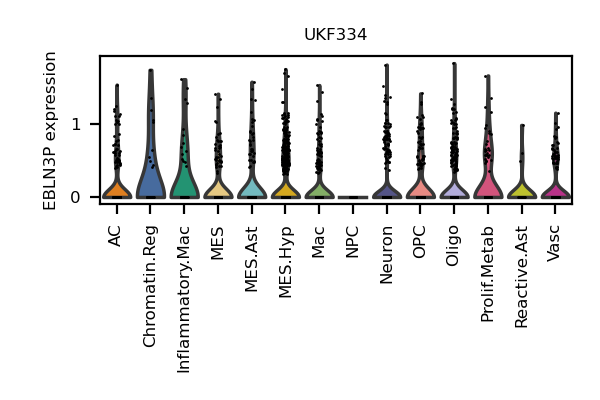 UKF334
EBLN3P expression
1
0
AC
Chromatin.Reg
Inflammatory.Mac
MES
MES.Ast
MES.Hyp
Mac
NPC
Neuron
OPC
Oligo
Prolif.Metab
Reactive.Ast
Vasc